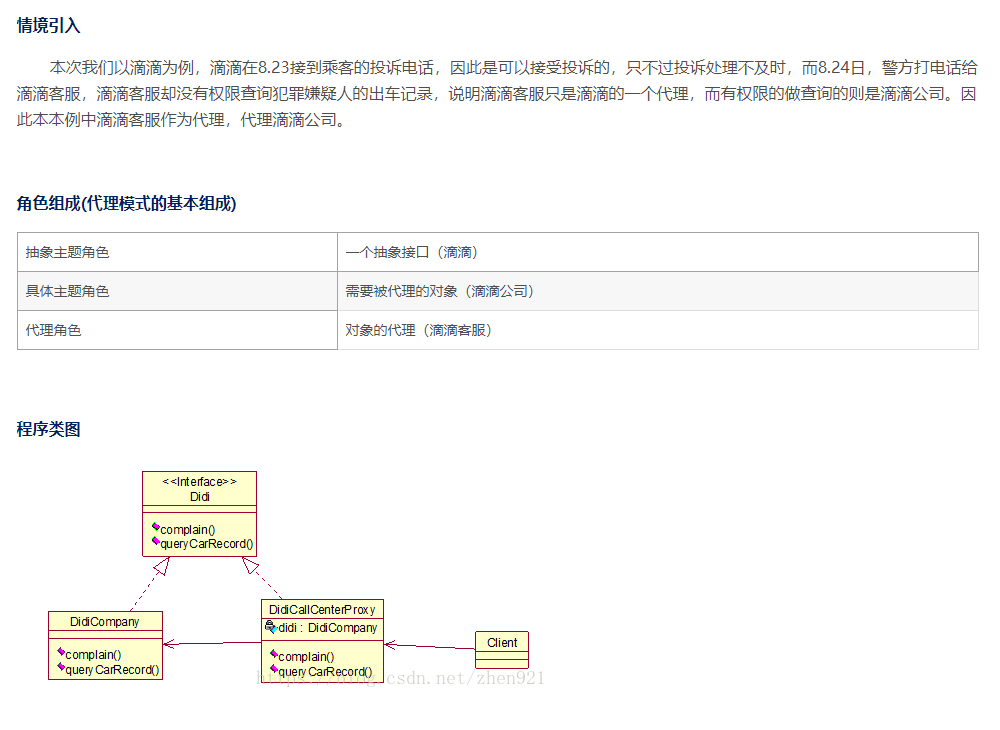 情境引入
本次我们以滴滴为例，滴滴在8.23接到乘客的投诉电话，因此是可以接受投诉的，只不过投诉处理不及时，而8.24日，警方打电话给
滴滴客服，滴滴客服却没有权限查询犯罪嫌疑人的出车记录，说明滴滴客服只是滴滴的一个代理，而有权限的做查询的则是滴滴公司。因
此本本例中滴滴客服作为代理，代理滴滴公司。
角色组成(代理模式的基本组成)
抽象主题角色 一个抽象接口（滴滴）
具体主题角色 需要被代理的对象（滴滴公司）
代理角色 对象的代理（滴滴客服）
程序类图
<<Interface>>
Didi
complain()
queryCarRecord()
DidiCompany
complain()
queryCarRecord()
DidiCallCenterProxy
didi : DidiCompany
complain()
queryCarRecord()
Client
https://blog.csdn.net/zhen921